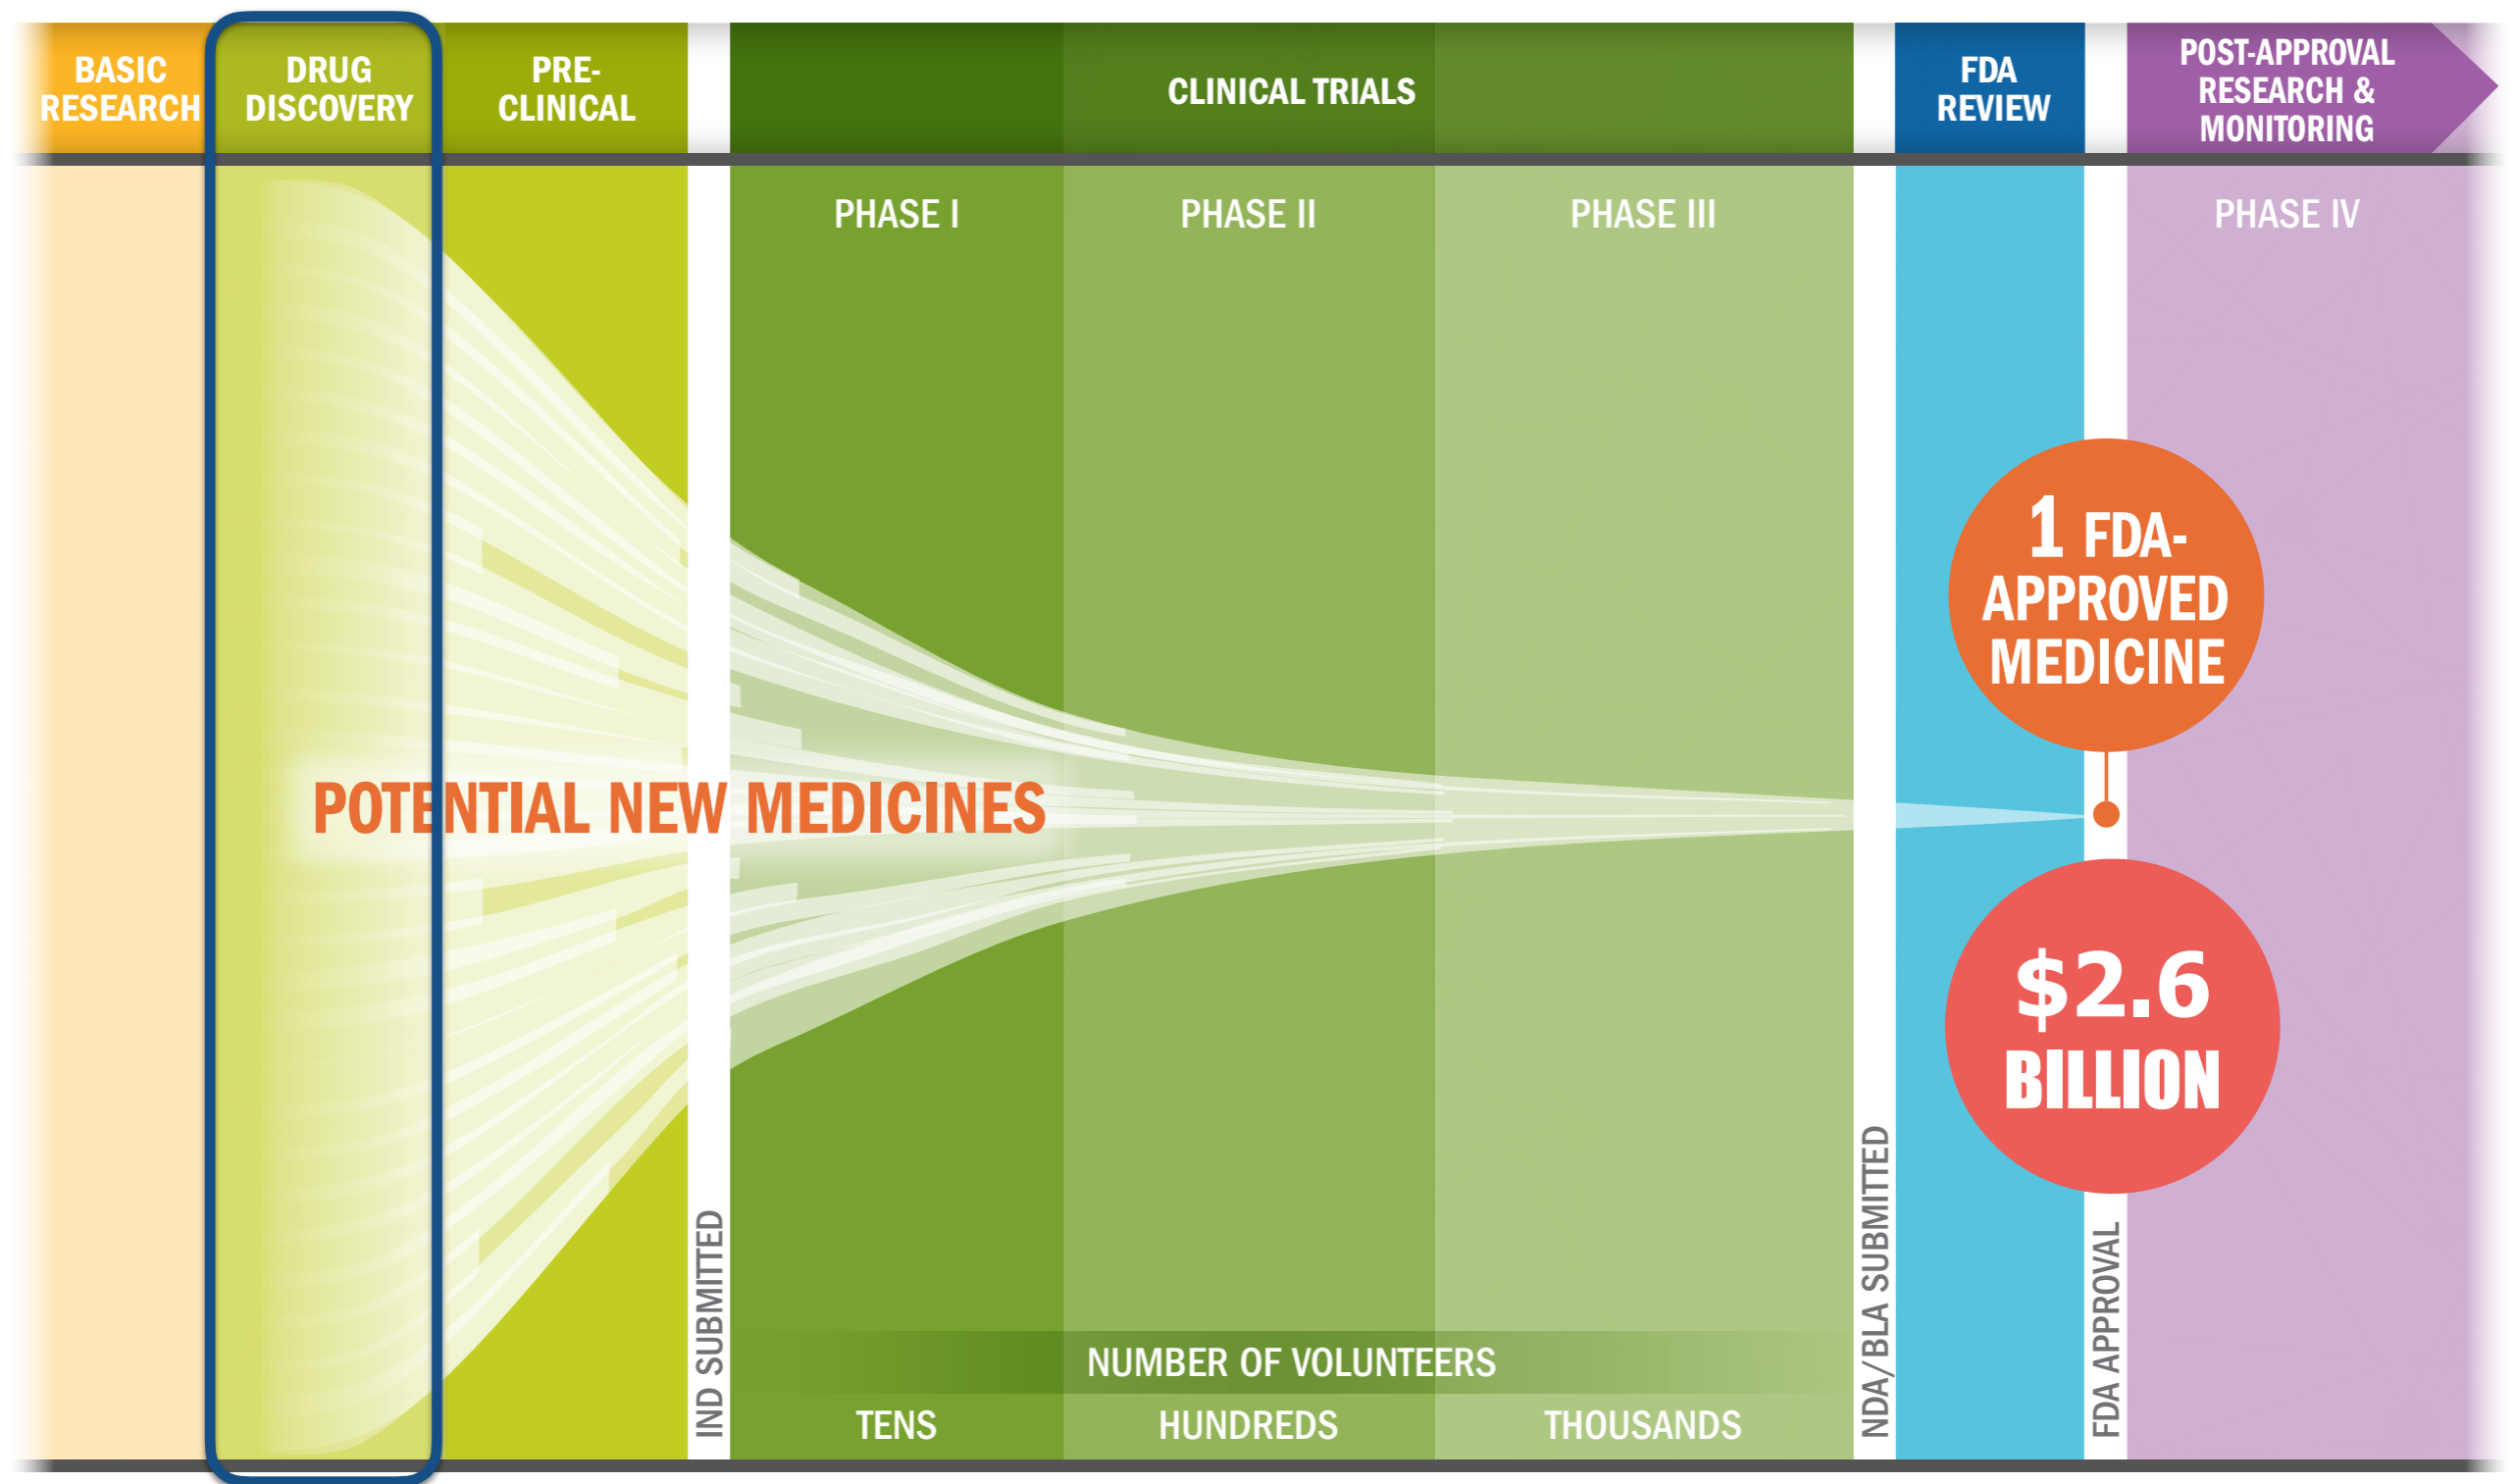 BASIC
RESEARCH
DRUG
DISCOVERY
PRE-
CLINICAL
CLINICAL TRIALS
FDA
REVIEW
POST-APPROVAL
RESEARCH &
MONITORING
PHASE I
PHASE II
PHASE III
PHASE IV
1 FDA-
APPROVED
MEDICINE
POTENTIAL NEW MEDICINES
$2.6
BILLION
IND SUBMITTED
NDA/BLA SUBMITTED
FDA APPROVAL
NUMBER OF VOLUNTEERS
TENS
HUNDREDS
THOUSANDS